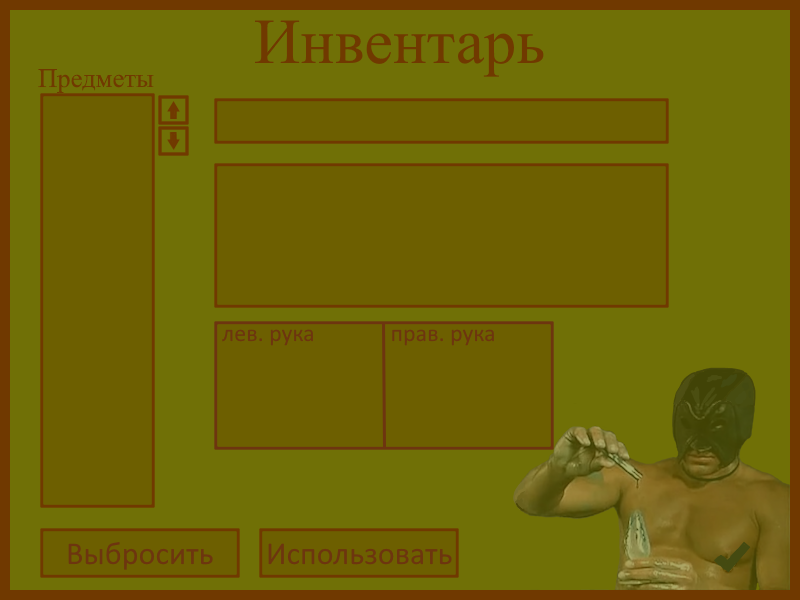 Инвентарь
Предметы
лев. рука
прав. рука
Выбросить
Использовать